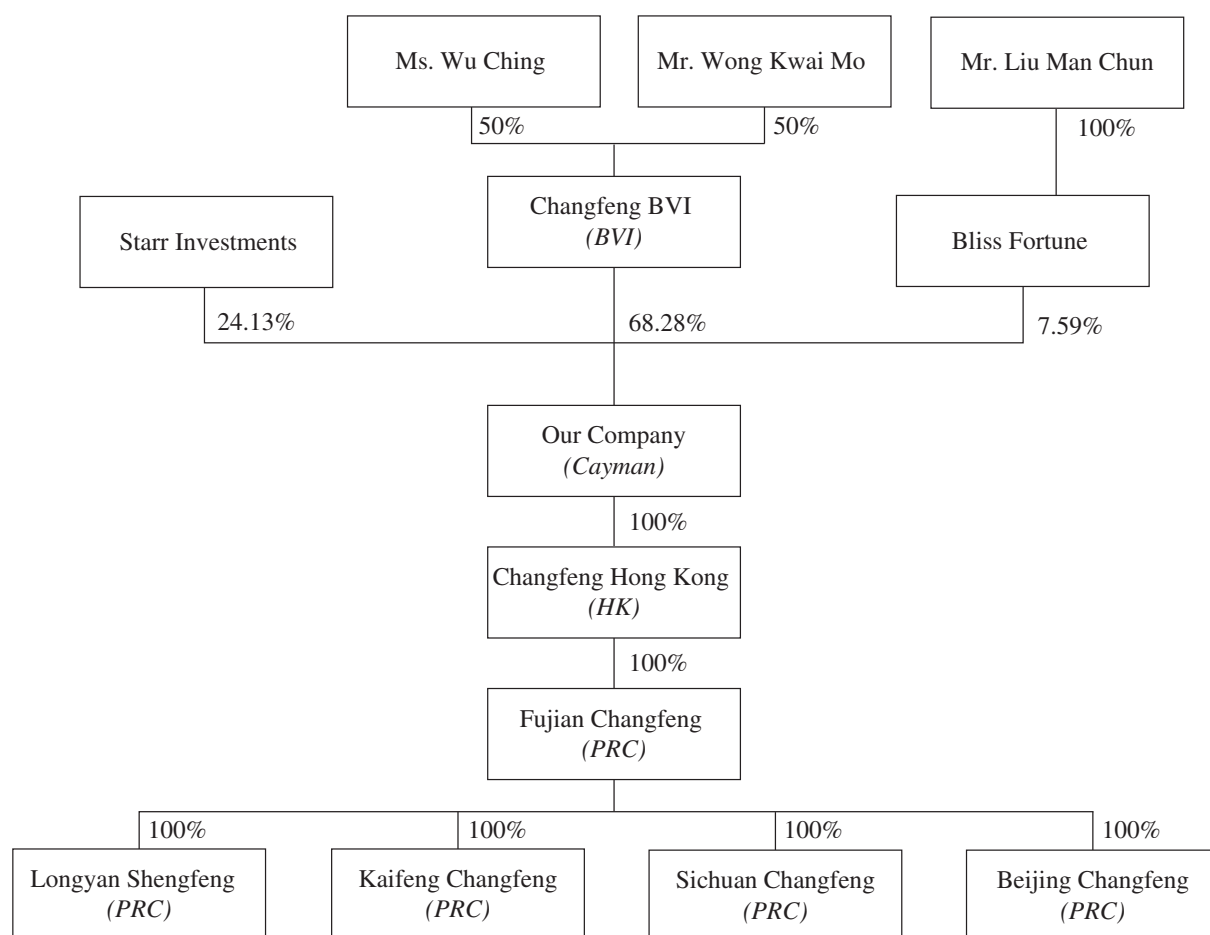 Ms. Wu Ching
Mr. Wong Kwai Mo
Mr. Liu Man Chun
50%
50%
100%
Starr Investments
Changfeng BVI
(BVI)
Bliss Fortune
24.13%
68.28%
7.59%
Our Company
(Cayman)
100%
Changfeng Hong Kong
(HK)
100%
Fujian Changfeng
(PRC)
100%
100%
100%
100%
Longyan Shengfeng
(PRC)
Kaifeng Changfeng
(PRC)
Sichuan Changfeng
(PRC)
Beijing Changfeng
(PRC)